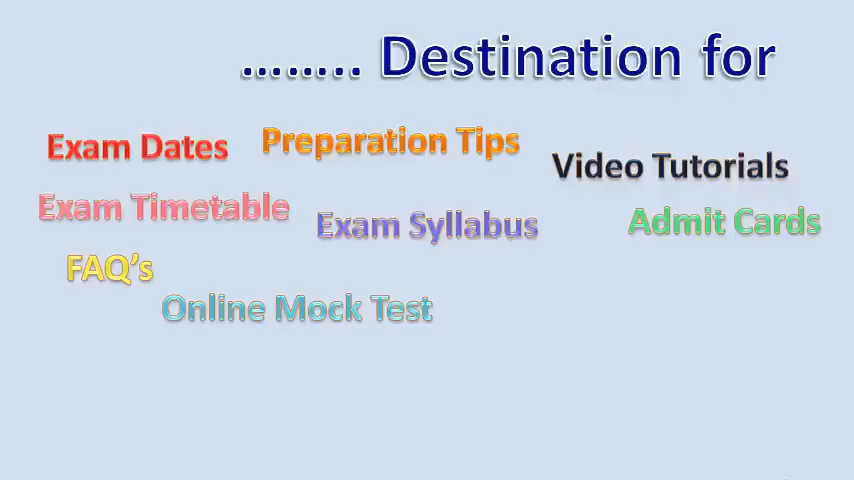 …….. Destination for
Exam Dates
Preparation Tips
Video Tutorials
Exam Timetable
Exam Syllabus
Admit Cards
FAQ’s
Online Mock Test